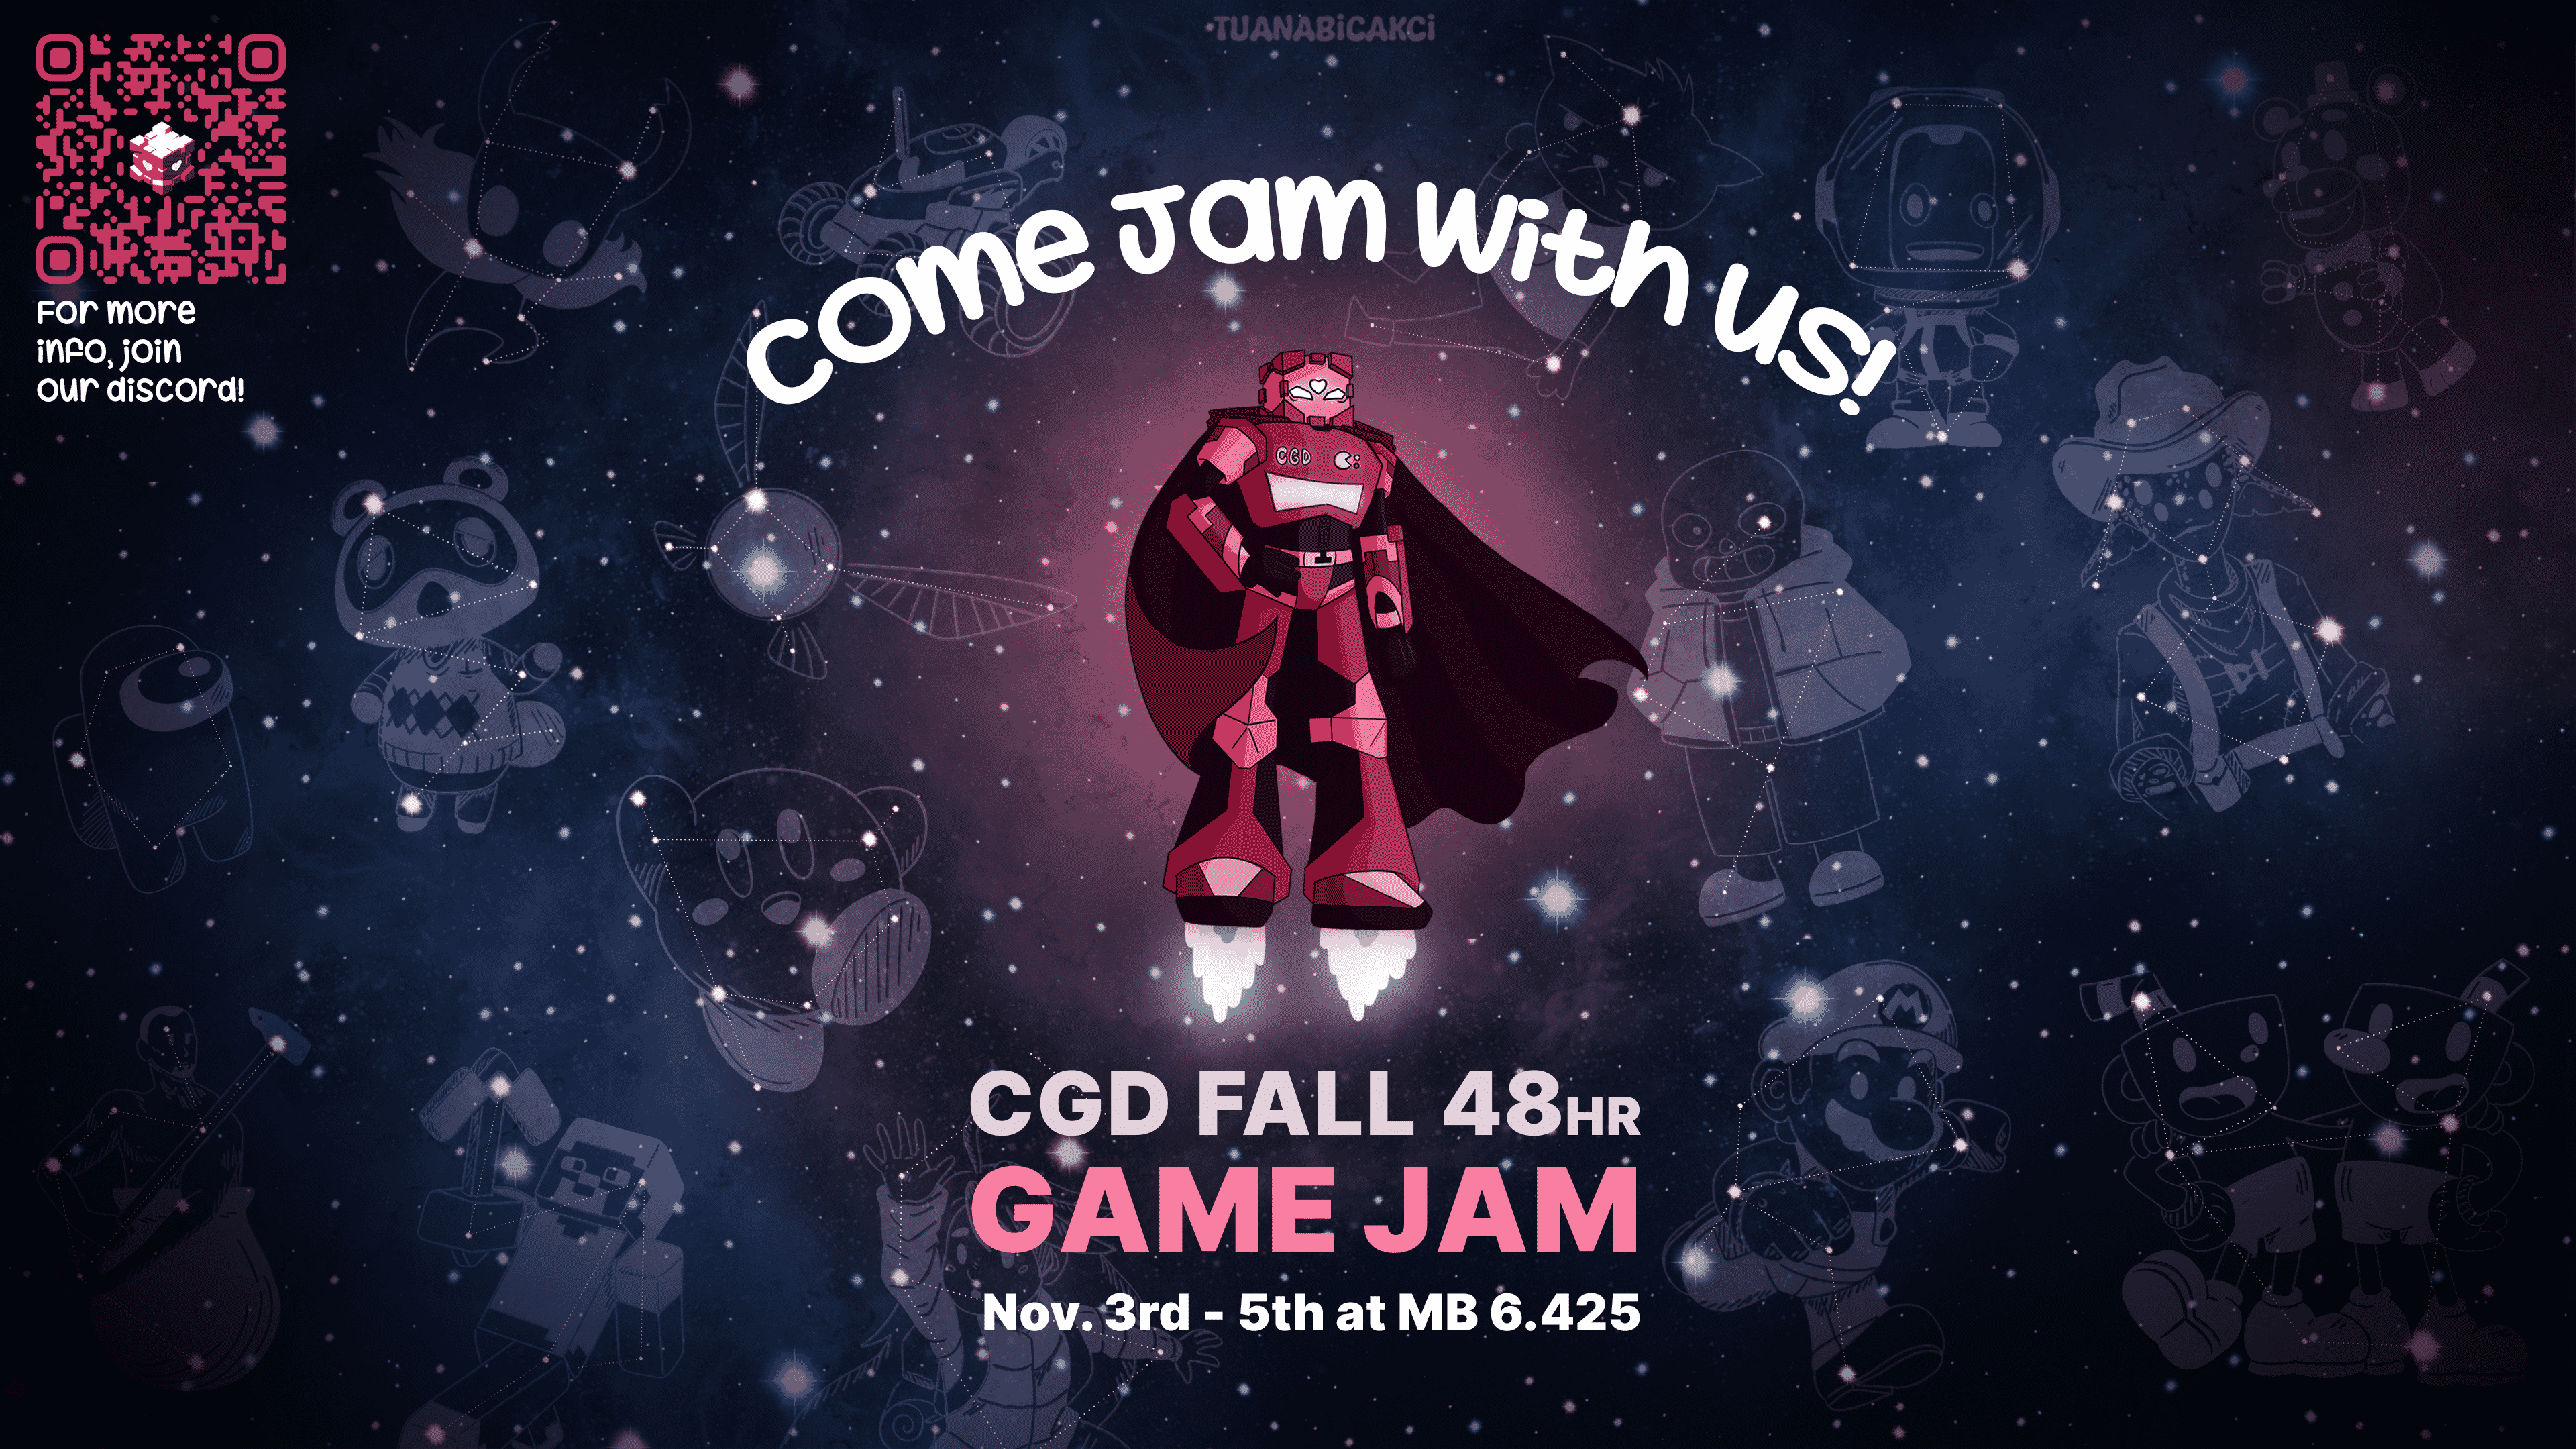 TUANABiCAKCi
Come Jam With Us!
For more
info, join
our discord!
CGD
M
CGD FALL 48HR
GAME JAM
Nov. 3rd - 5th at MB 6.425